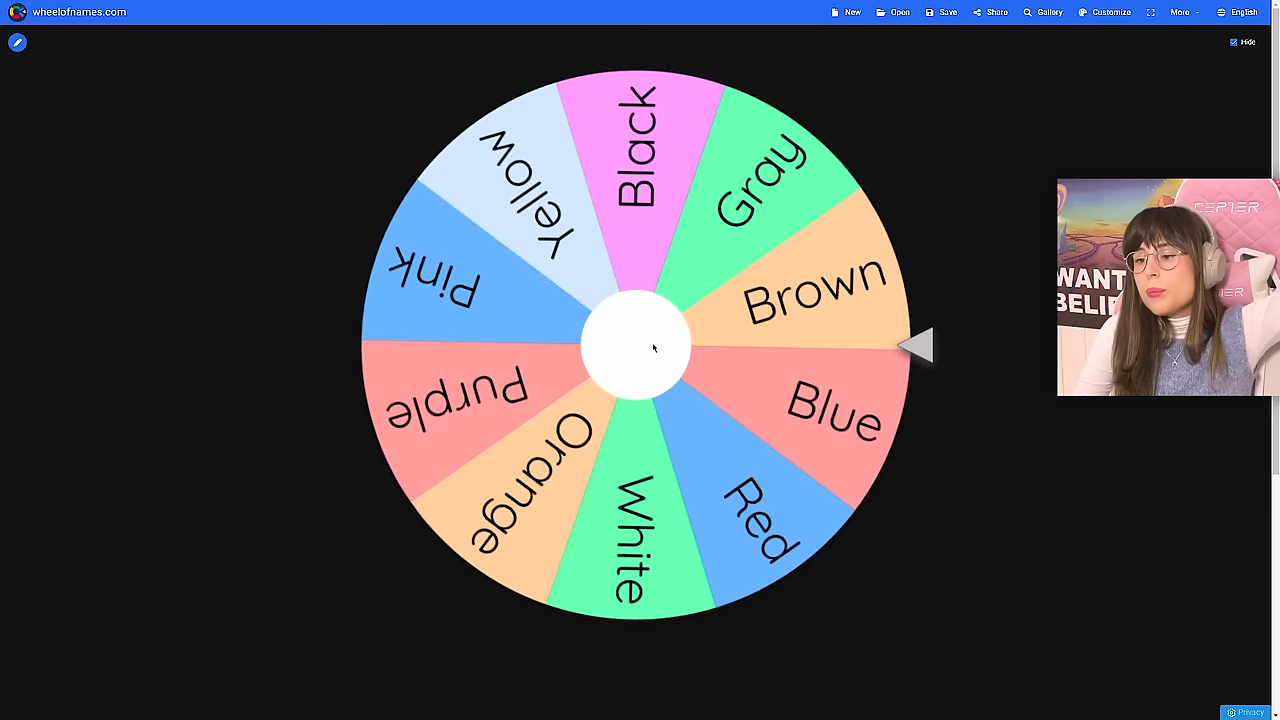 wheelofnames.com
New
Open
Save
Share
Gallery
Customize
More
English
Hide
Black
Gray
Brown
Blue
Red
White
Orange
Purple
Pink
Yellow
CEPTER
WANT
Privacy